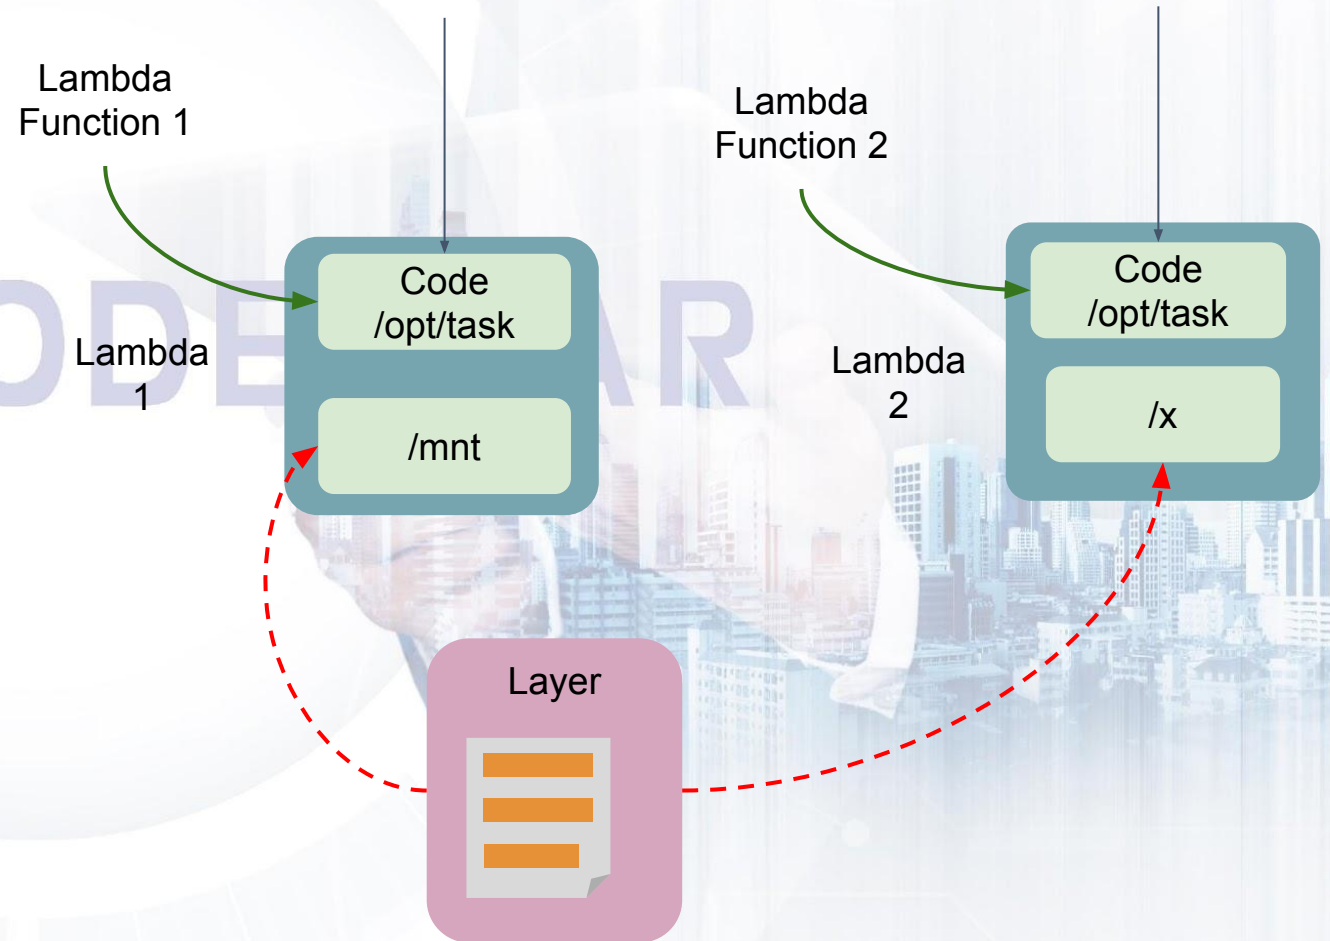 Lambda
Function 1
Lambda
Function 2
Code
/opt/task
Code
/opt/task
Lambda
1
Lambda
2
/mnt
/x
Layer